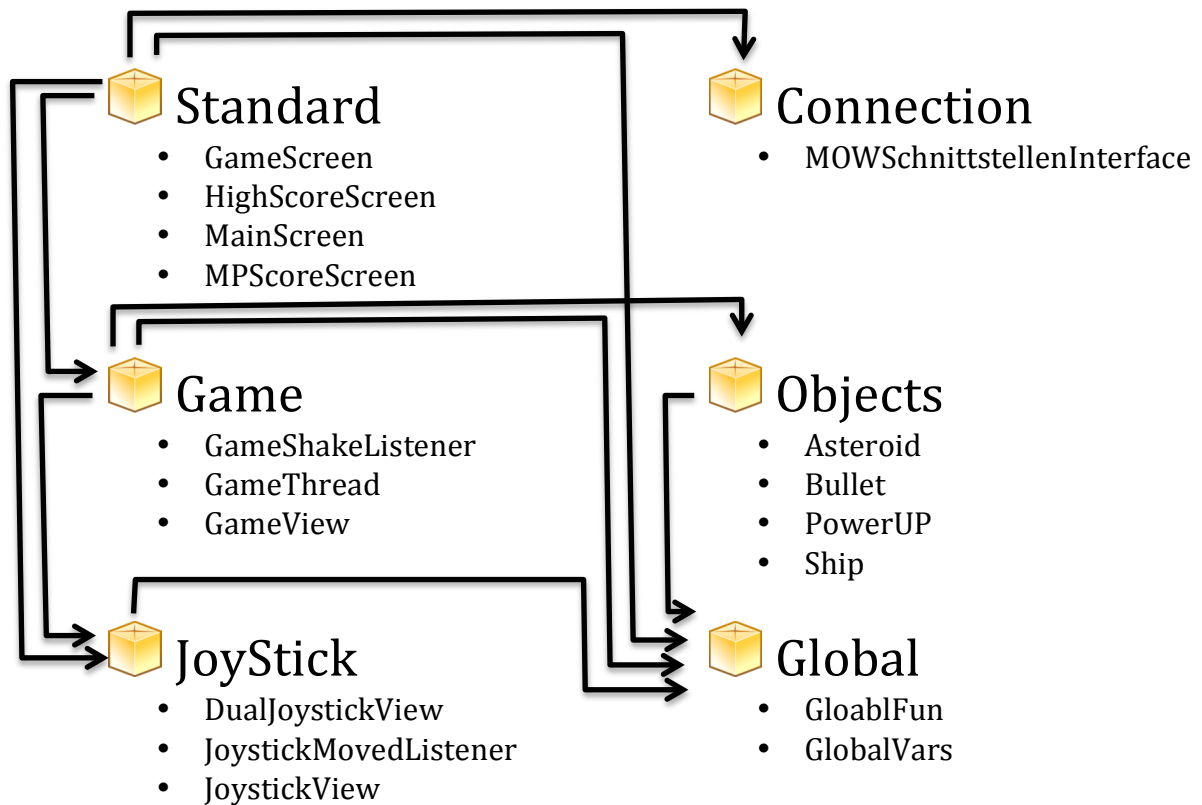 Standard
• GameScreen
• HighScoreScreen
• MainScreen
• MPScoreScreen
Connection
• MOWSchnittstellenInterface
Game
• GameShakeListener
• GameThread
• GameView
Objects
• Asteroid
• Bullet
• PowerUP
• Ship
JoyStick
• DualJoystickView
• JoystickMovedListener
• JoystickView
Global
• GloablFun
• GlobalVars